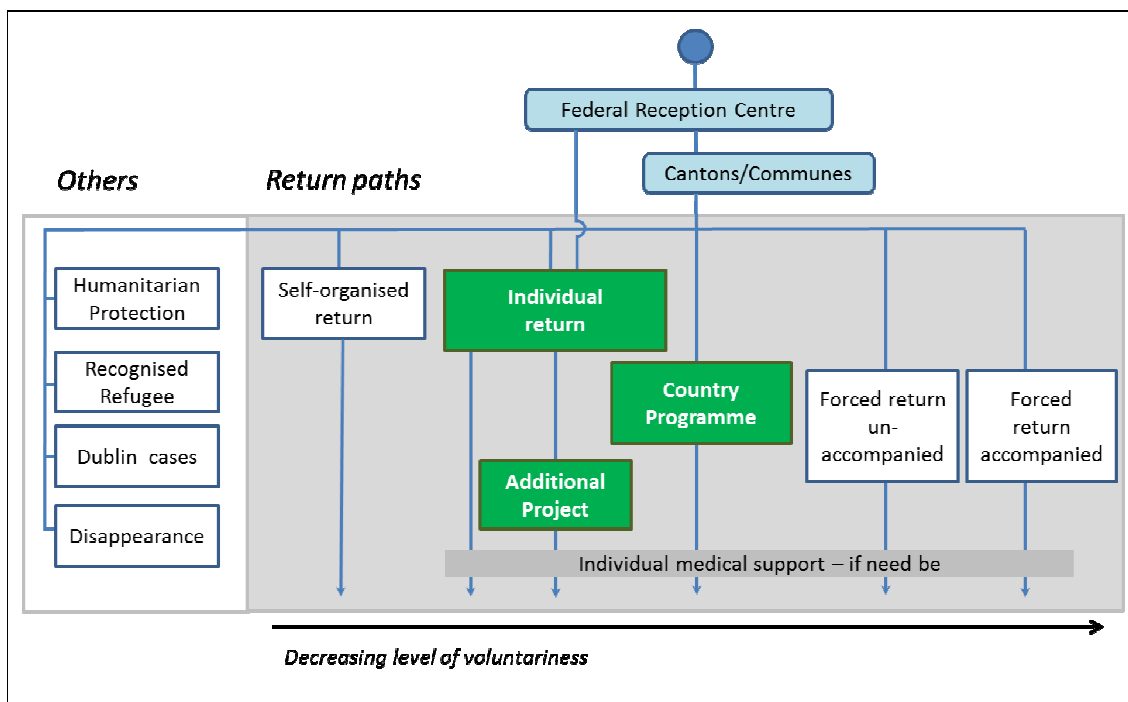 Federal Reception Centre
Cantons/Communes
Others
Return paths
Humanitarian
Protection
Recognised
Refugee
Dublin cases
Disappearance
Self-organised
return
Individual
return
Additional
Project
Country
Programme
Forced return
un-
accompanied
Forced
return
accompanied
Individual medical support – if need be
Decreasing level of voluntariness